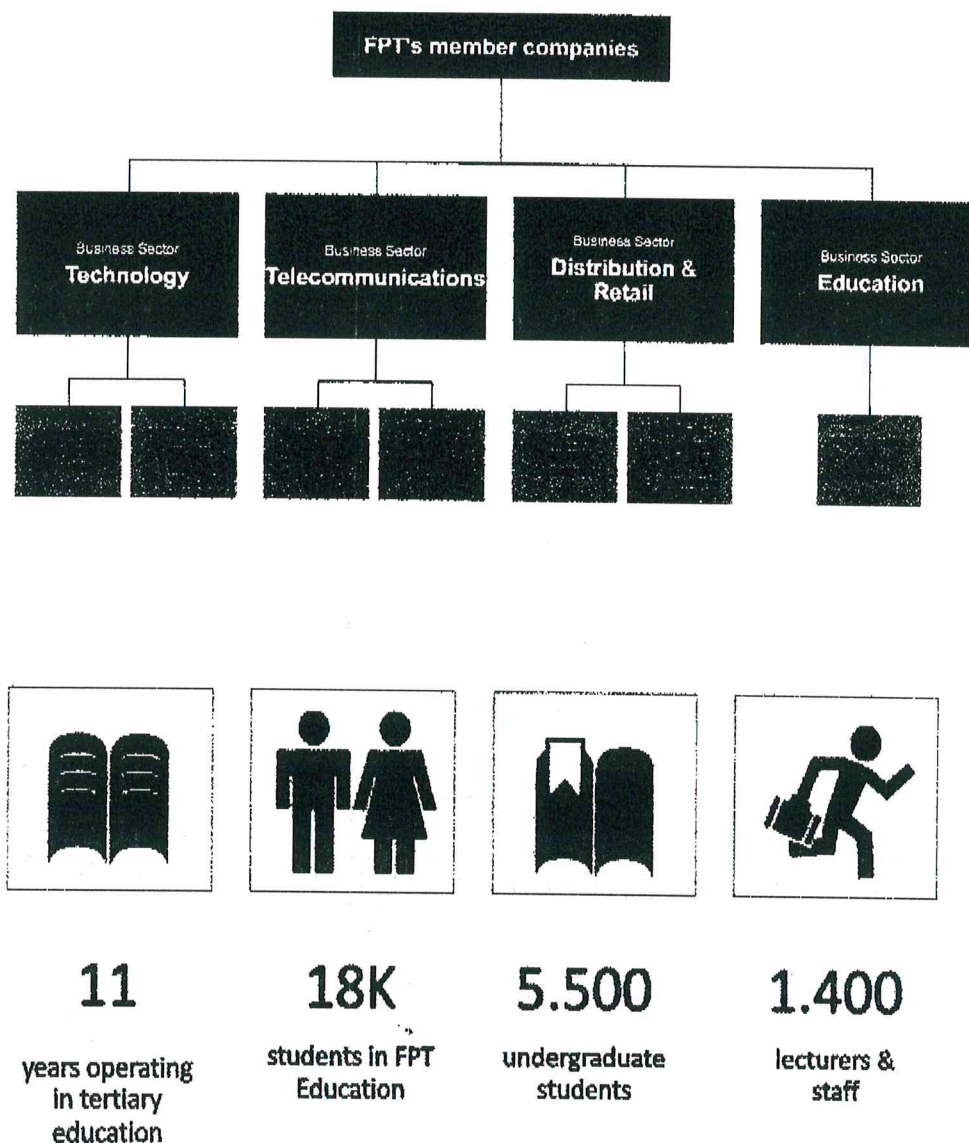 FPT's member companies
Business Sector
Technology
Business Sector
Telecommunications
Business Sector
Distribution &
Retail
Business Sector
Education
11
years operating
in tertiary
education
18K
students in FPT
Education
5.500
undergraduate
students
1.400
lecturers &
staff